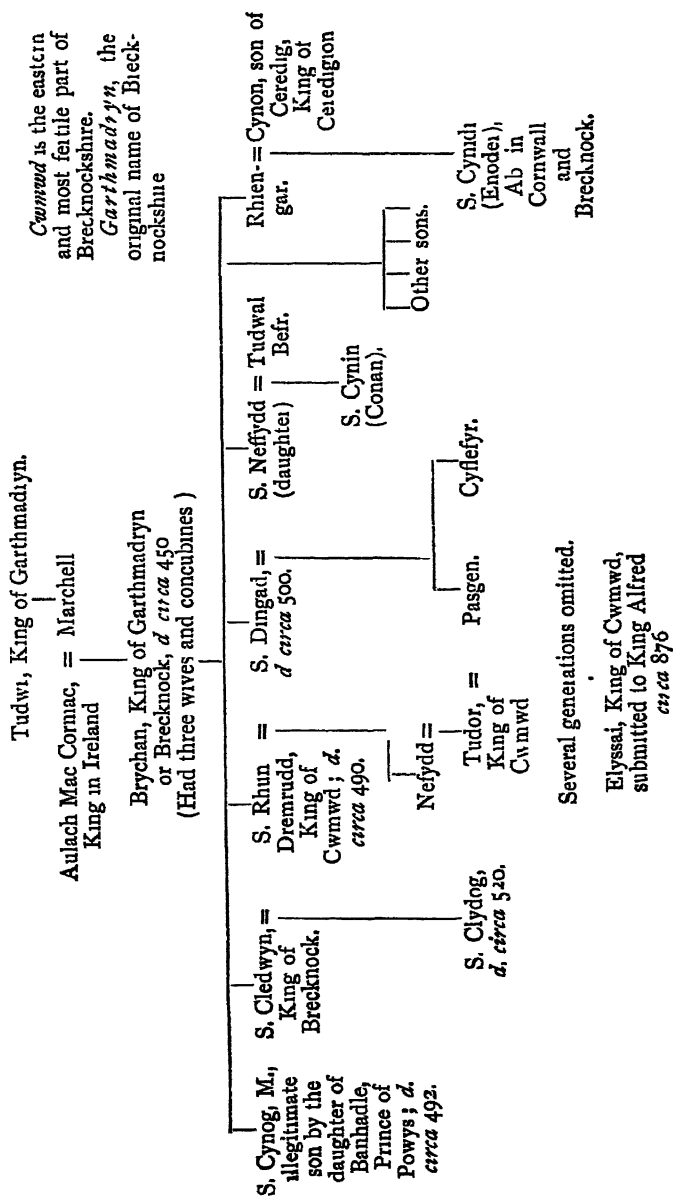 Cwmwd is the eastern
and most fertile part of
Brecknockshire.
Garthmadryn, the
original name of Breck-
nockshire
Tudwi, King of Garthmadryn.
Aulach Mac Cormac, = Marchell
King in Ireland
Brychan, King of Garthmadryn
or Brecknock, d circa 450
(Had three wives and concubines)
S. Cynog, M.,
illegitimate
son by the
daughter of
Banhadle,
Prince of
Powys; d.
circa 492.
S. Cledwyn, =
King of
Brecknock.
S. Clydog,
d. circa 520.
S. Rhun =
Dremrudd,
King of
Cwmwd; d.
circa 490.
Nefydd =
Tudor, =
King of
Cwmwd
S. Dingad, =
d circa 500.
Pasgen. Cyflefyr.
S. Neffydd = Tudwal
(daughter) Befr.
S. Cynin
(Conan).
Other sons.
Rhien- = Cynon, son of
gar. Ceredig,
King of
Ceredigion
S. Cynidi
(Enoder),
Ab in
Cornwall
and
Brecknock.
Several generations omitted.
Elyssai, King of Cwmwd,
submitted to King Alfred
circa 876